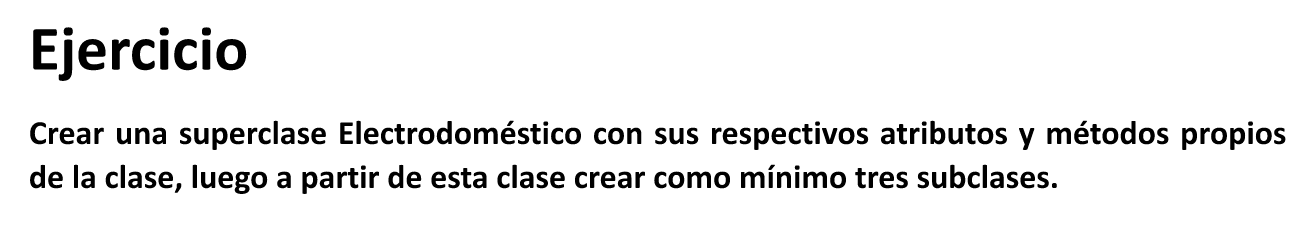 Ejercicio
Crear una superclase Electrodoméstico con sus respectivos atributos y métodos propios
de la clase, luego a partir de esta clase crear como mínimo tres subclases.